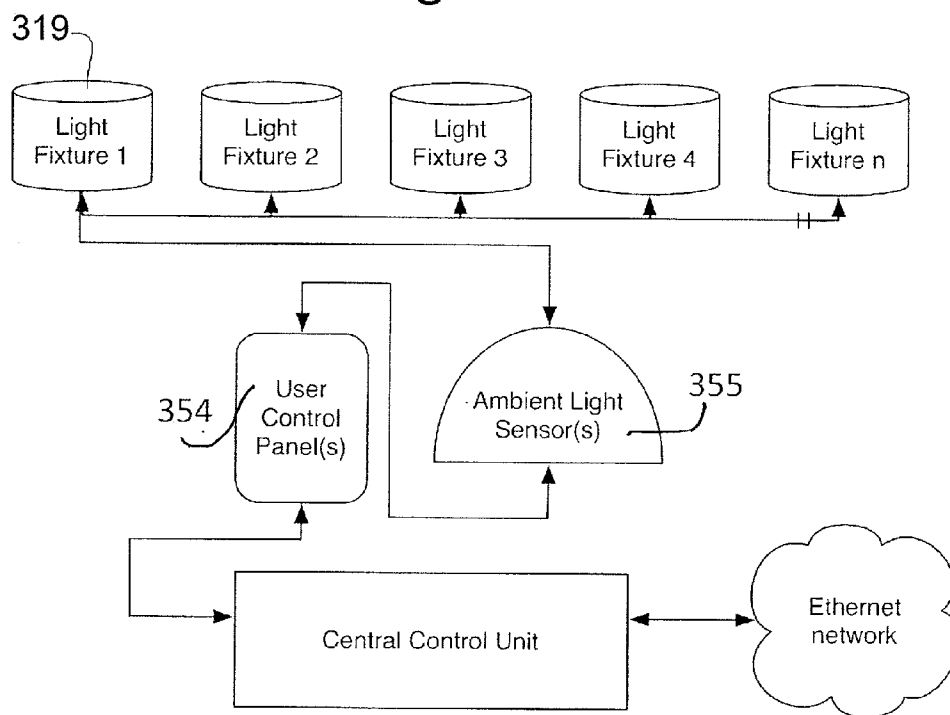 319
Light
Fixture 1
Light
Fixture 2
Light
Fixture 3
Light
Fixture 4
Light
Fixture n
354
User
Control
Panel(s)
Ambient Light
Sensor(s)
355
Central Control Unit
Ethernet
network